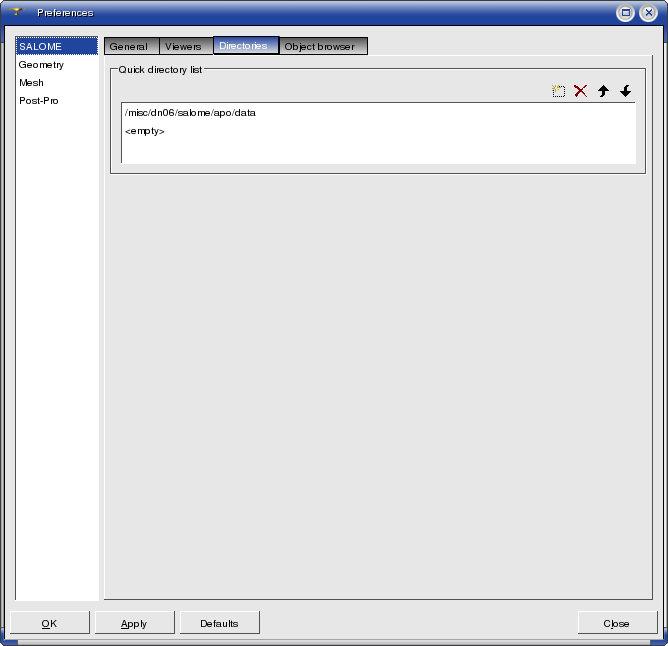 Preferences
SALOME
Geometry
Mesh
Post-Pro
General
Viewers
Directories
Object browser
Quick directory list
/misc/dn06/salome/apo/data
<empty>
OK
Apply
Defaults
Close